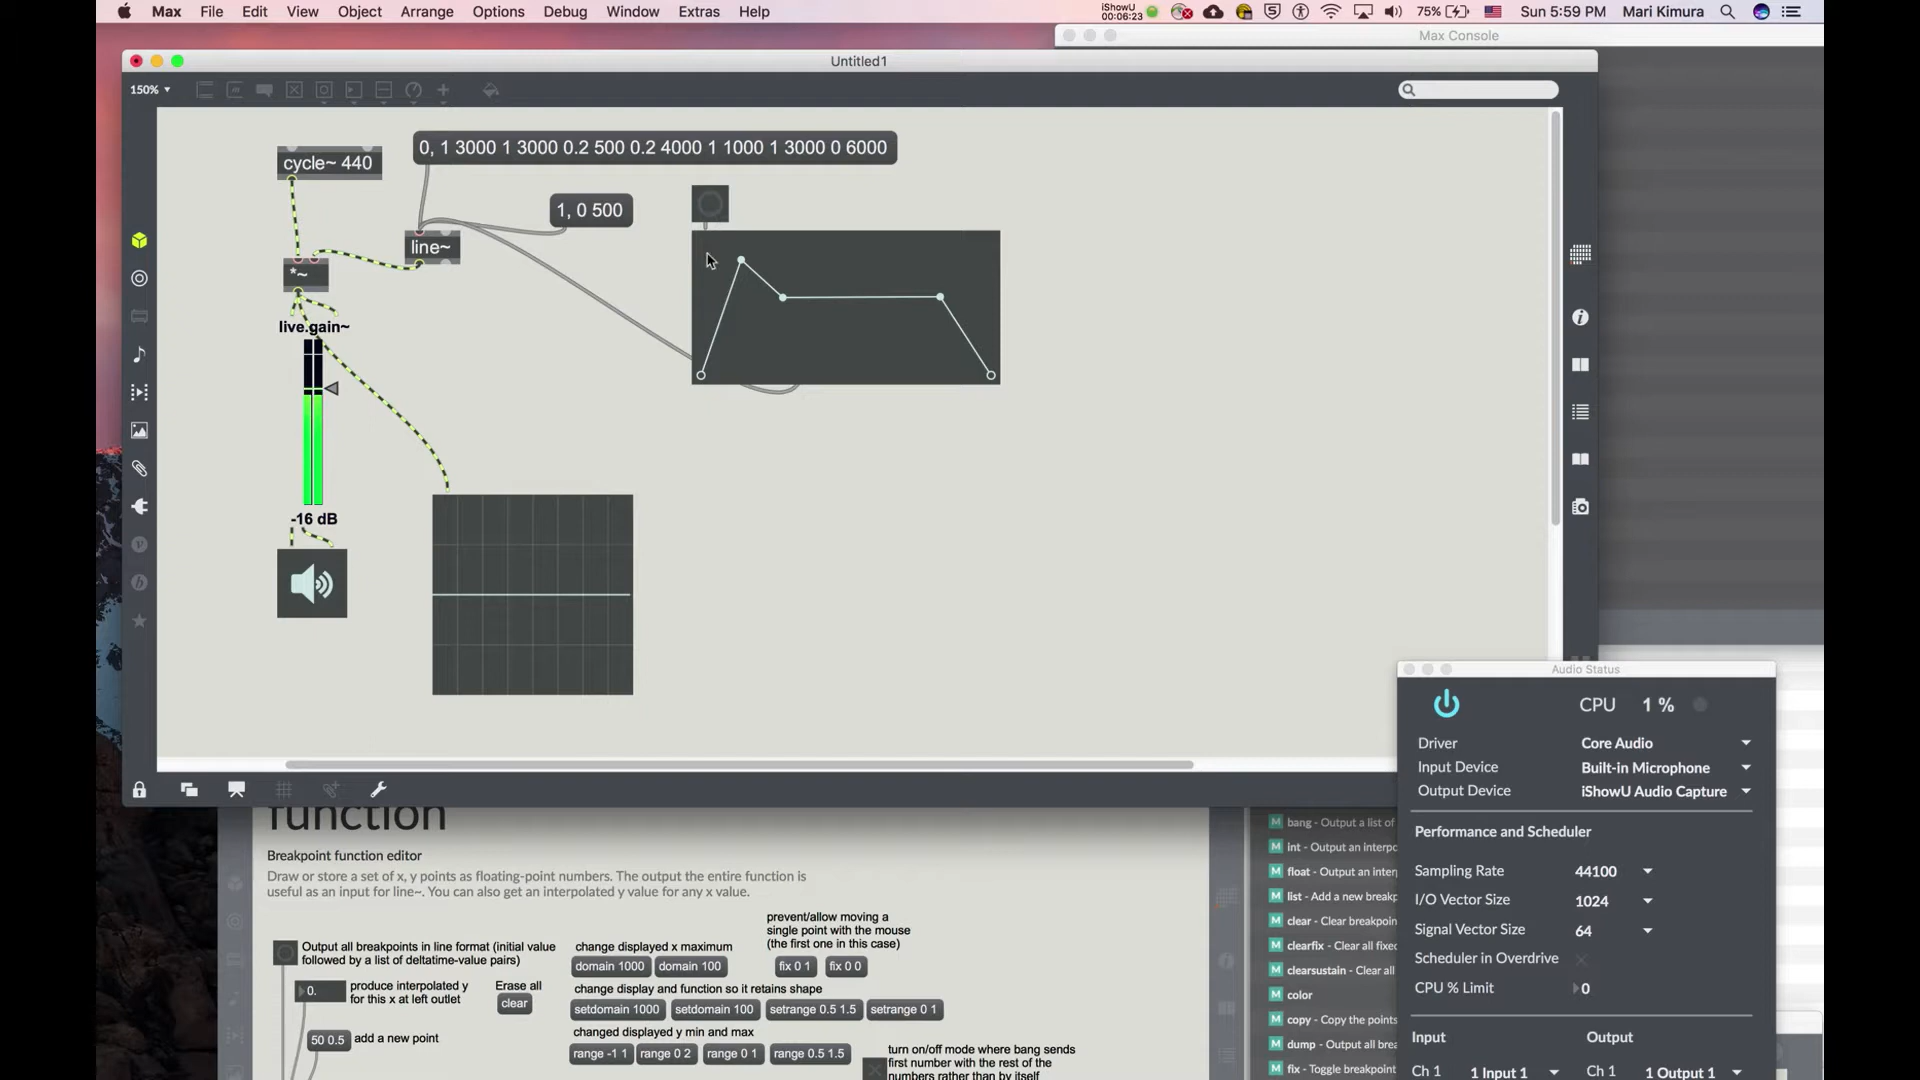 Max File Edit View Object Arrange Options Debug Window Extras Help
iShowU
00:06:23
75%
Sun 5:59 PM Mari Kimura
Max Console
Untitled1
150%
cycle~ 440
0, 1 3000 1 3000 0.2 500 0.2 4000 1 1000 1 3000 0 6000
1, 0 500
line~
*~
live.gain~
-16 dB
Audio Status
CPU 1 %
Driver Core Audio
Input Device Built-in Microphone
Output Device iShowU Audio Capture
Performance and Scheduler
Sampling Rate 44100
I/O Vector Size 1024
Signal Vector Size 64
Scheduler in Overdrive
CPU % Limit 0
Input Output
Ch 1 1 Input 1 Ch 1 1 Output 1
function
Breakpoint function editor
Draw or store a set of x, y points as floating-point numbers. The output the entire function is
useful as an input for line~. You can also get an interpolated y value for any x value.
Output all breakpoints in line format (initial value
followed by a list of deltatime-value pairs)
0.
produce interpolated y
for this x at left outlet
Erase all
clear
50 0.5
add a new point
change displayed x maximum
domain 1000 domain 100
prevent/allow moving a
single point with the mouse
(the first one in this case)
fix 0 1 fix 0 0
change display and function so it retains shape
setdomain 1000 setdomain 100 setrange 0.5 1.5 setrange 0 1
changed displayed y min and max
range -1 1 range 0 2 range 0 1 range 0.5 1.5
turn on/off mode where bang sends
first number with the rest of the
numbers rather than by itself
M bang - Output a list of
M int - Output an interpo
M float - Output an inter
M list - Add a new breakp
M clear - Clear breakpoin
M clearfix - Clear all fixed
M clearsustain - Clear all
M color
M copy - Copy the points
M dump - Output all brea
M fix - Toggle breakpoint